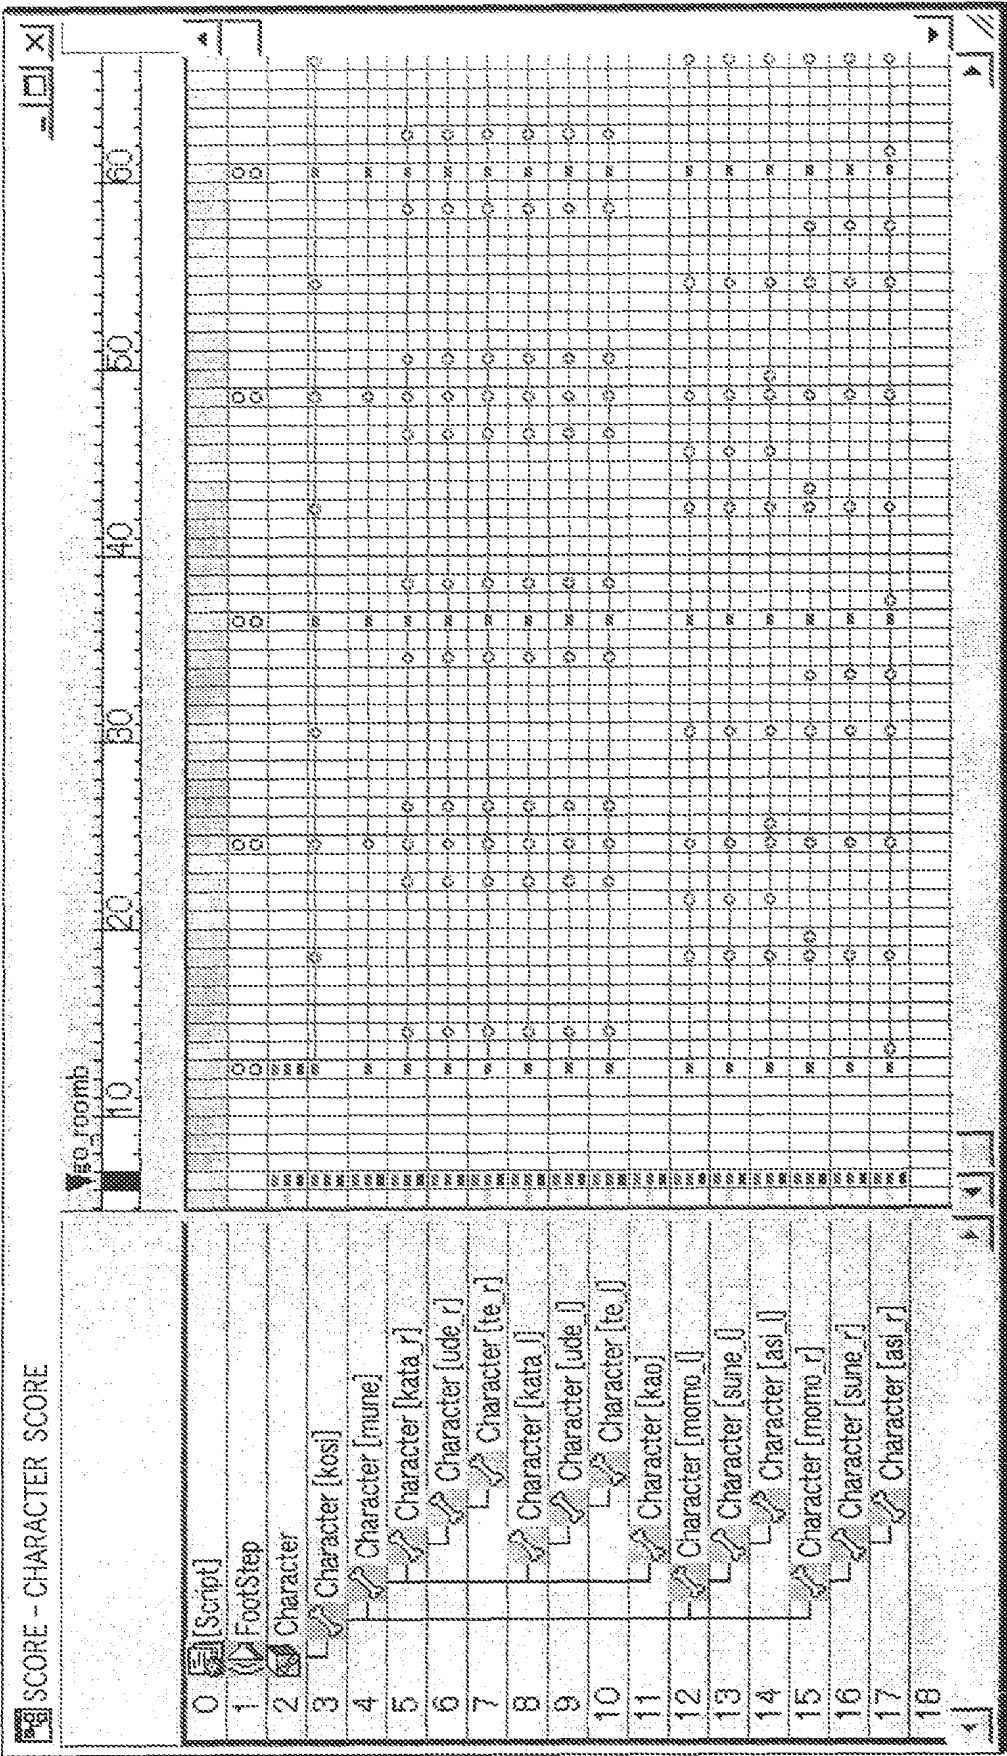 SCORE - CHARACTER SCORE
go_roomb
10 20 30 40 50 60
0 [Script]
1 FootStep
2 Character
3 Character [kosi]
4 Character [mune]
5 Character [kata_r]
6 Character [ude_r]
7 Character [te_r]
8 Character [kata_l]
9 Character [ude_l]
10 Character [te_l]
11 Character [kao]
12 Character [momo_l]
13 Character [sune_l]
14 Character [asi_l]
15 Character [momo_r]
16 Character [sune_r]
17 Character [asi_r]
18